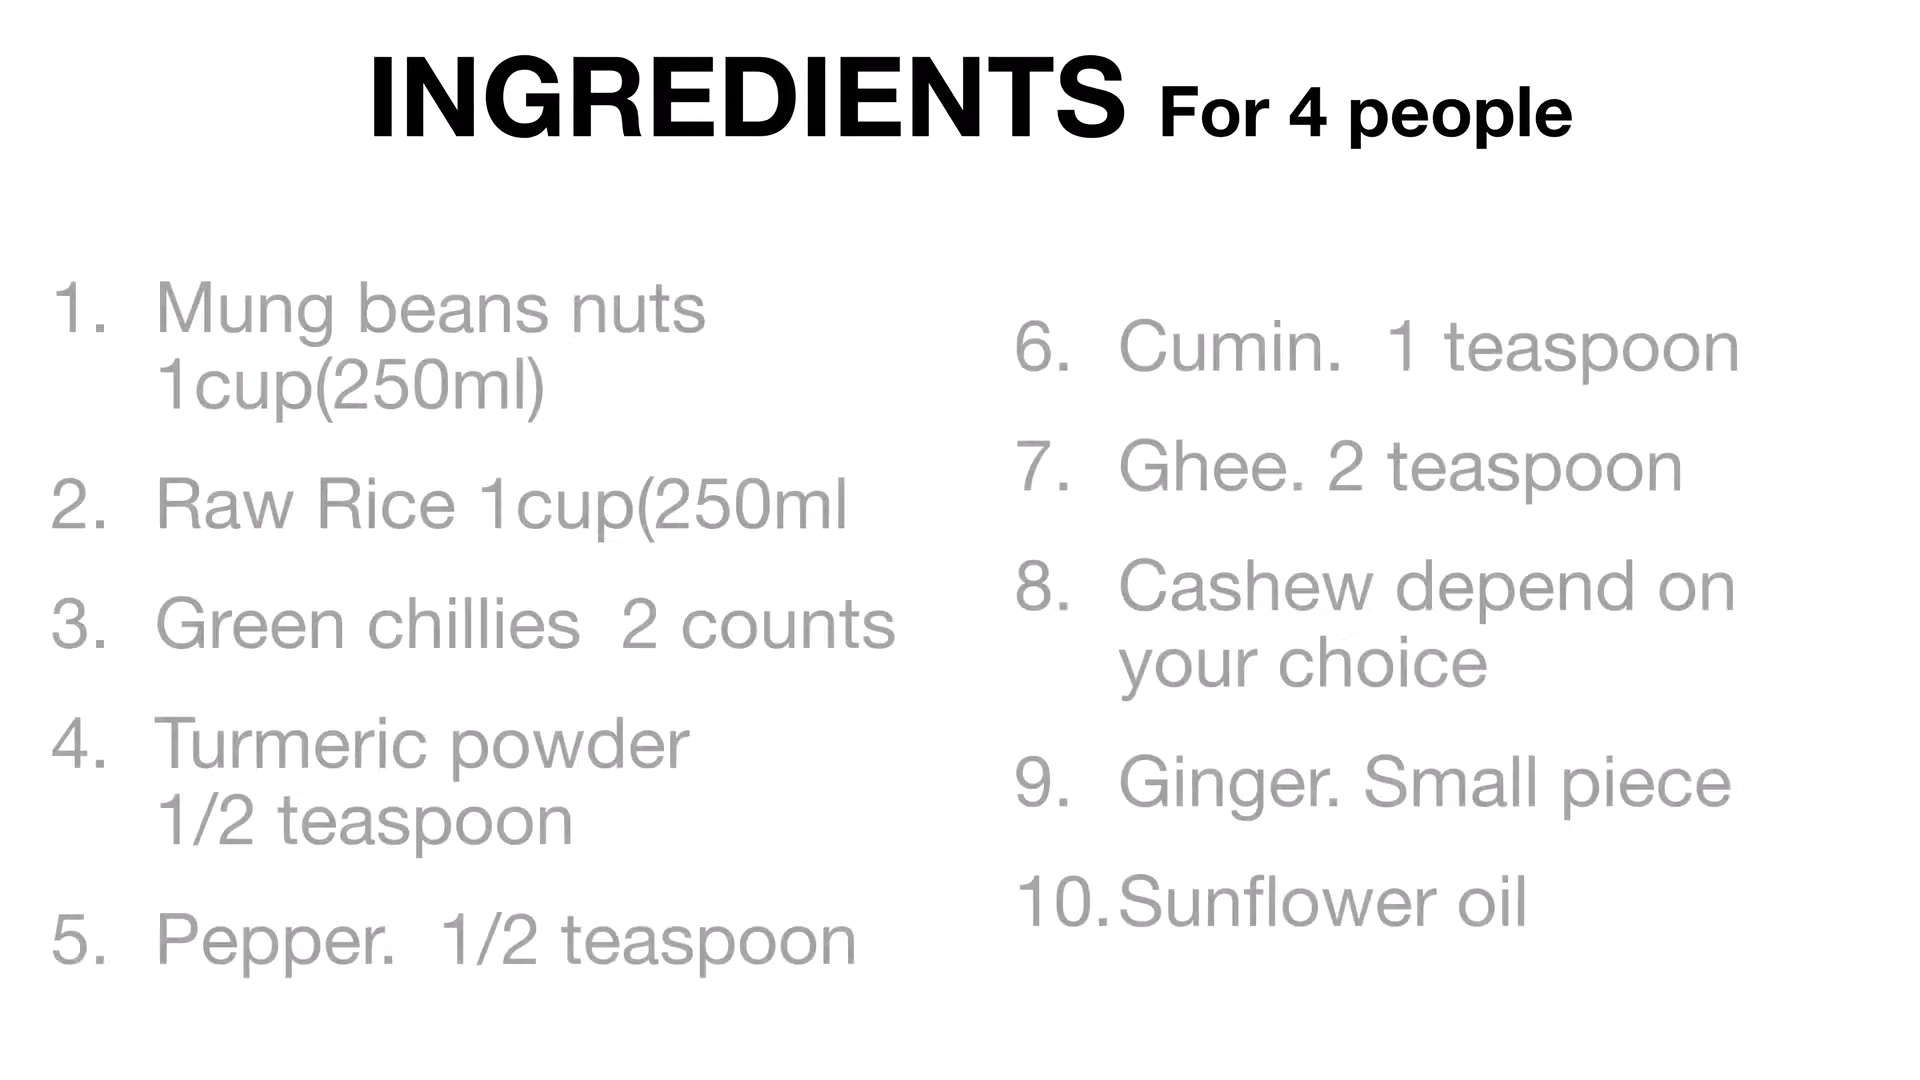 INGREDIENTS For 4 people
1. Mung beans nuts
1cup(250ml)
2. Raw Rice 1cup(250ml
3. Green chillies 2 counts
4. Turmeric powder
1/2 teaspoon
5. Pepper. 1/2 teaspoon
6. Cumin. 1 teaspoon
7. Ghee. 2 teaspoon
8. Cashew depend on
your choice
9. Ginger. Small piece
10. Sunflower oil